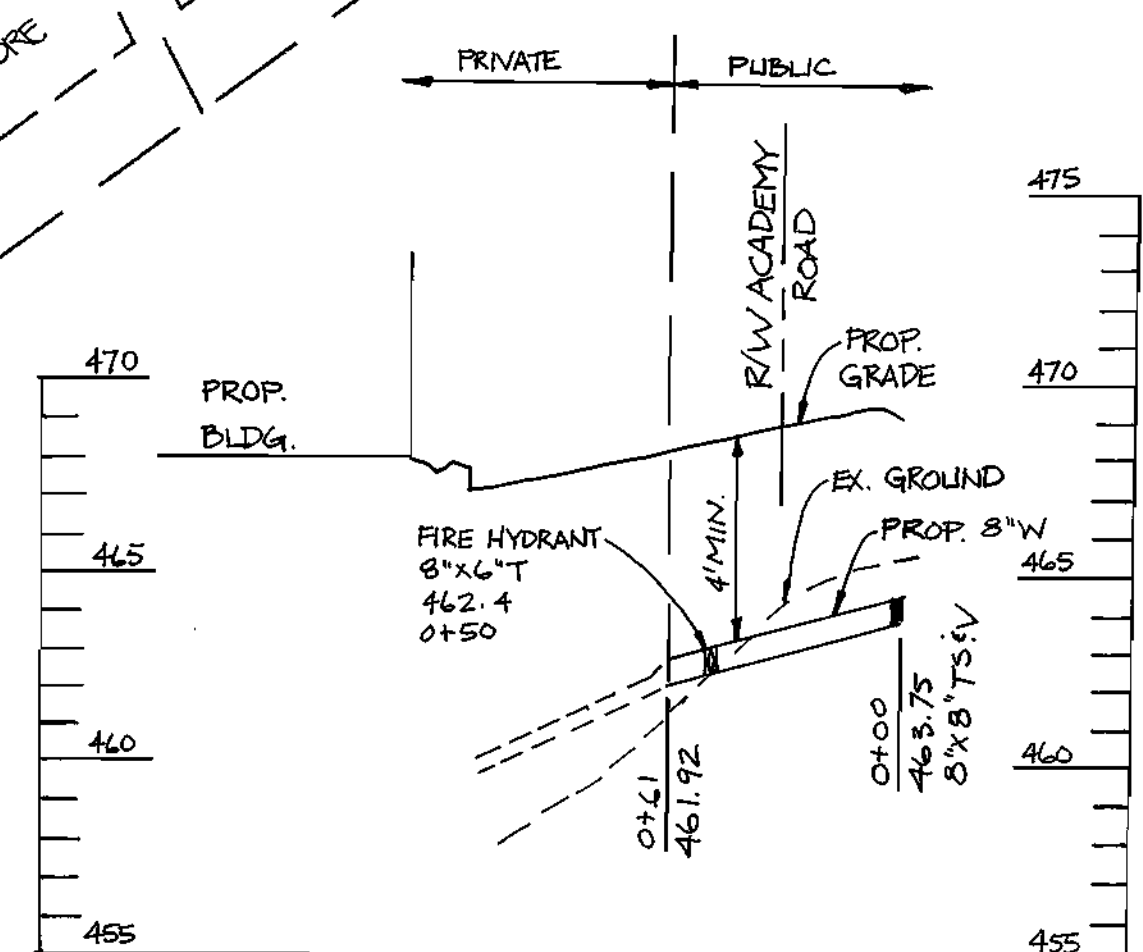 PRIVATE
PUBLIC
R/W ACADEMY
ROAD
475
470
465
460
455
470
465
460
455
PROP.
BLDG.
PROP.
GRADE
EX. GROUND
PROP. 8"W
4' MIN.
FIRE HYDRANT
8"X6"T
462.4
0+50
0+61
461.92
0+00
463.75
8"X8"TS&V